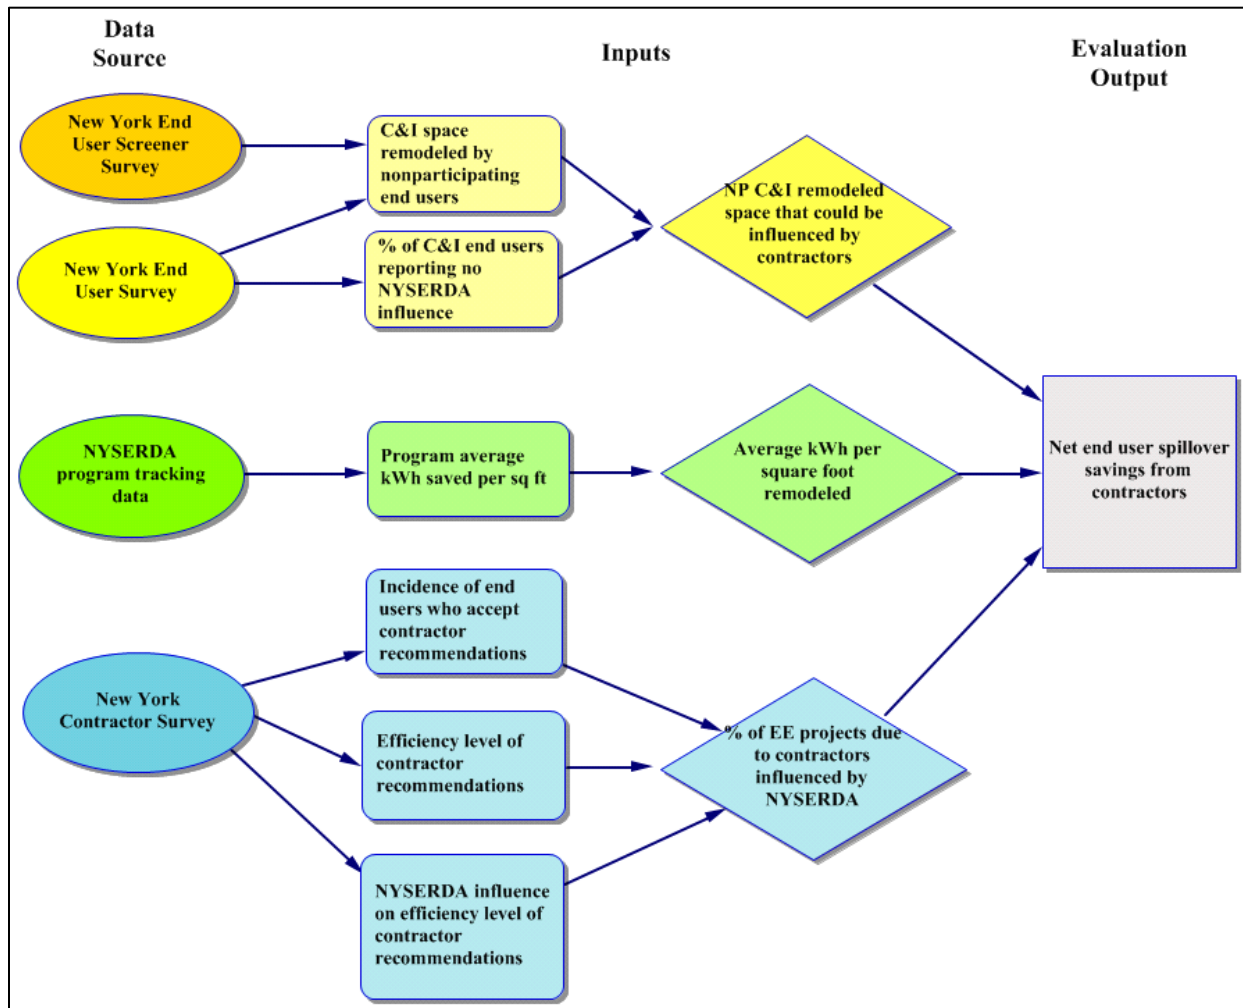 Data
Source
Inputs
Evaluation
Output
New York End
User Screener
Survey
C&I space
remodeled by
nonparticipating
end users
NP C&I remodeled
space that could be
influenced by
contractors
New York End
User Survey
% of C&I end users
reporting no
NYSERDA
influence
NYSERDA
program tracking
data
Program average
kWh saved per sq ft
Average kWh per
square foot
remodeled
Net end user spillover
savings from
contractors
New York
Contractor Survey
Incidence of end
users who accept
contractor
recommendations
Efficiency level of
contractor
recommendations
NYSERDA influence
on efficiency level of
contractor
recommendations
% of EE projects due
to contractors
influenced by
NYSERDA